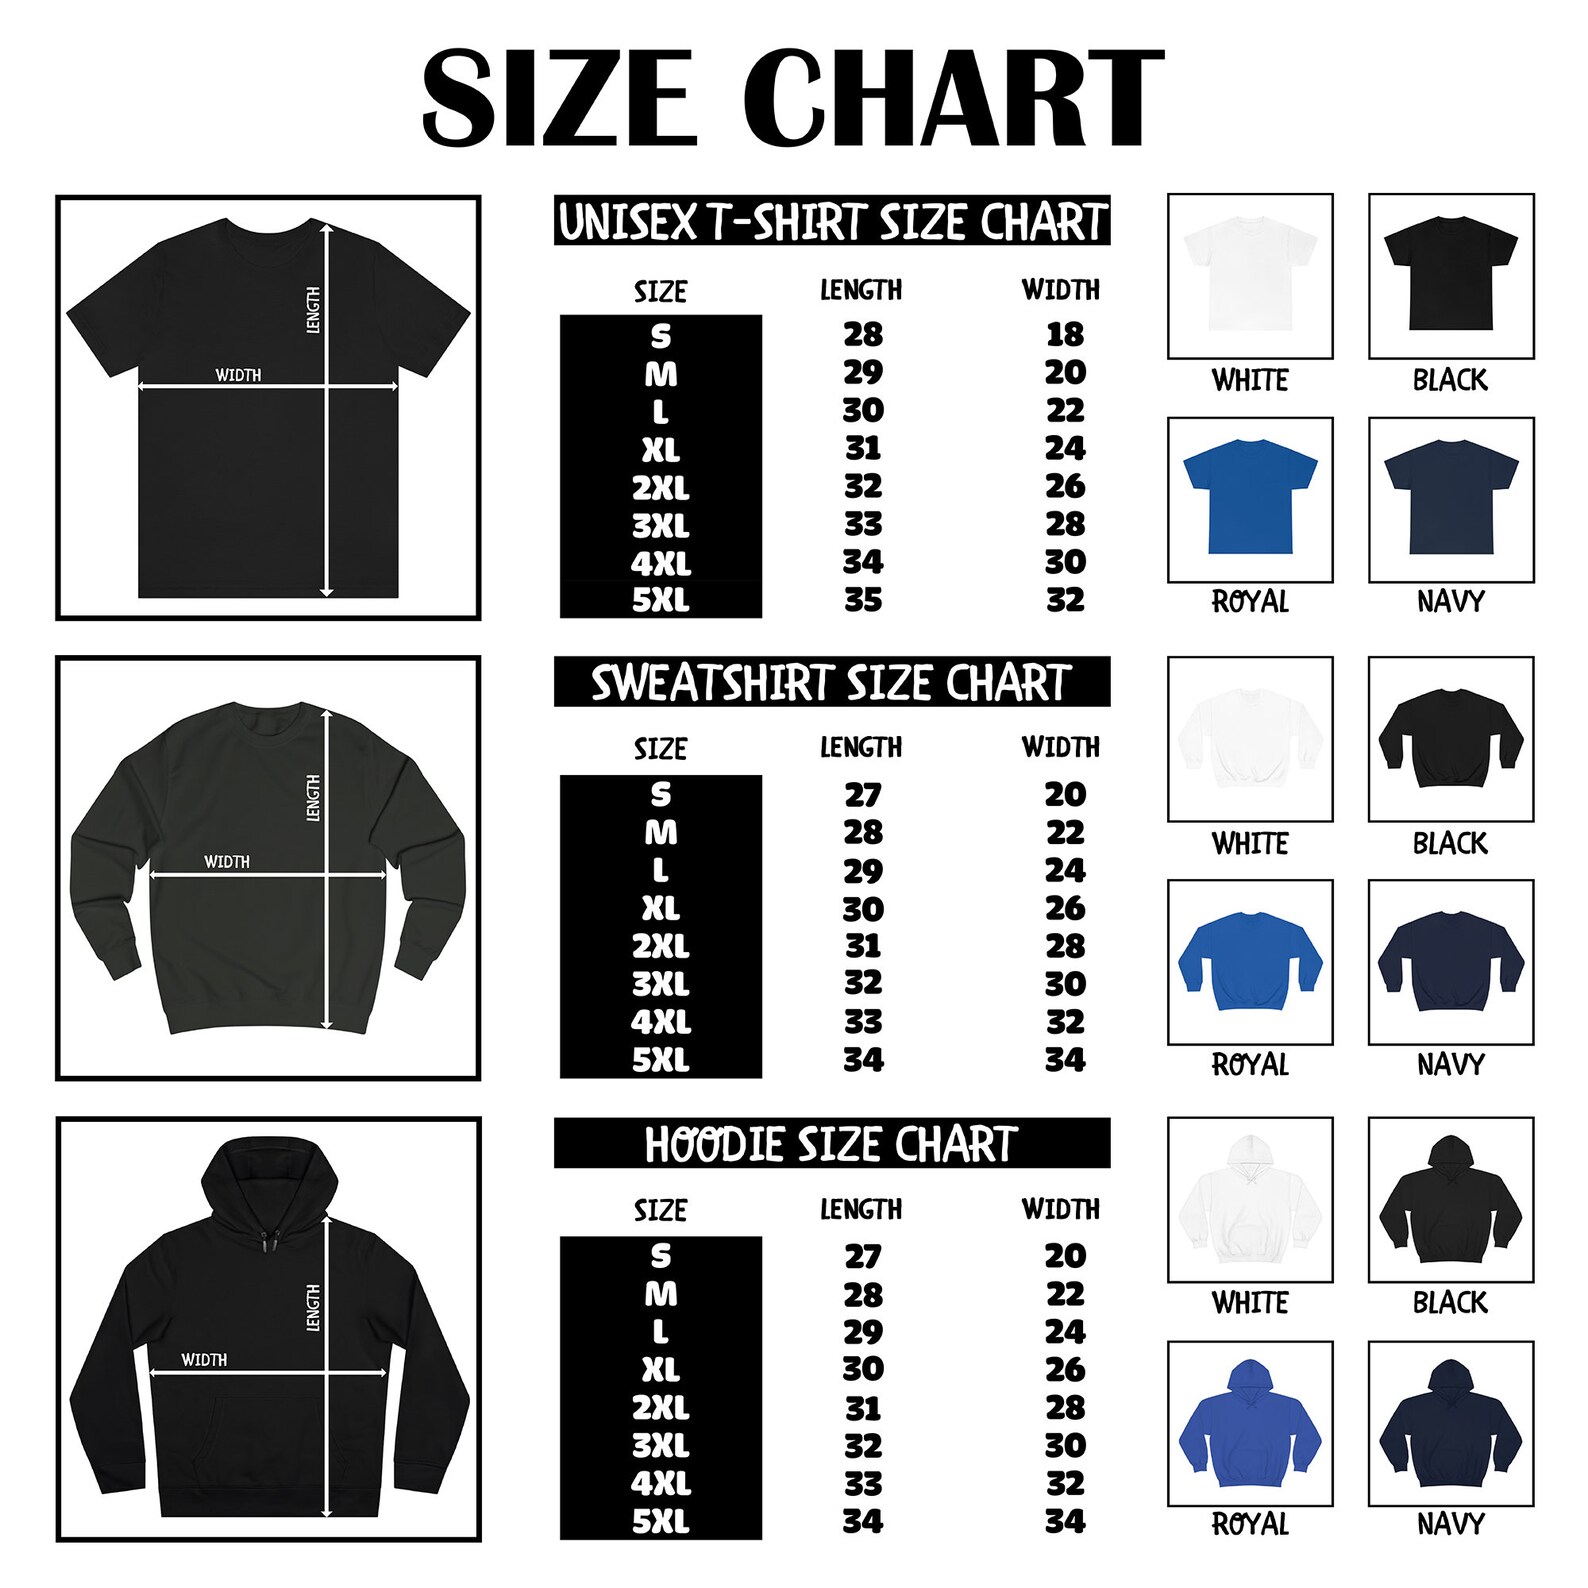 SIZE CHART
LENGTH
WIDTH
UNISEX T-SHIRT SIZE CHART
SIZE LENGTH WIDTH
S 28 18
M 29 20
L 30 22
XL 31 24
2XL 32 26
3XL 33 28
4XL 34 30
5XL 35 32
WHITE BLACK
ROYAL NAVY
LENGTH
WIDTH
SWEATSHIRT SIZE CHART
SIZE LENGTH WIDTH
S 27 20
M 28 22
L 29 24
XL 30 26
2XL 31 28
3XL 32 30
4XL 33 32
5XL 34 34
WHITE BLACK
ROYAL NAVY
LENGTH
WIDTH
HOODIE SIZE CHART
SIZE LENGTH WIDTH
S 27 20
M 28 22
L 29 24
XL 30 26
2XL 31 28
3XL 32 30
4XL 33 32
5XL 34 34
WHITE BLACK
ROYAL NAVY